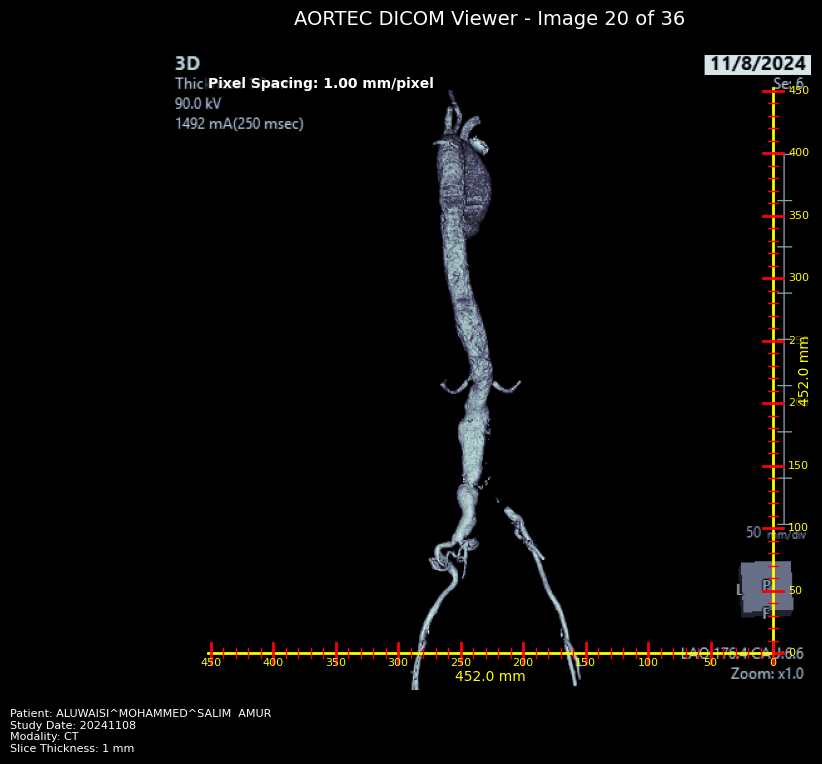 AORTEC DICOM Viewer - Image 20 of 36
3D
11/8/2024
Pixel Spacing: 1.00 mm/pixel
Se: 6
90.0 kV
1492 mA(250 msec)
450
400
350
300
150
100
50
0
452.0 mm
50 mm/div
L
P
F
450
400
350
300
250
200
150
100
50
0
452.0 mm
Zoom: x1.0
Patient: ALUWAISI^MOHAMMED^SALIM  AMUR
Study Date: 20241108
Modality: CT
Slice Thickness: 1 mm